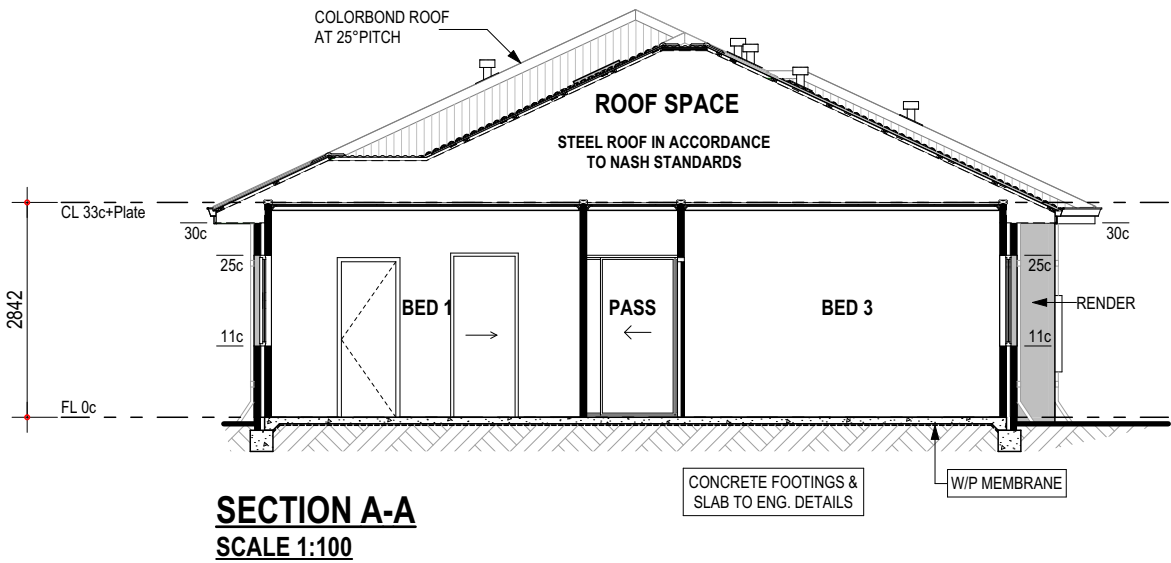 COLORBOND ROOF
AT 25°PITCH
ROOF SPACE
STEEL ROOF IN ACCORDANCE
TO NASH STANDARDS
CL 33c+Plate
30c
30c
25c
25c
2842
BED 1
PASS
BED 3
RENDER
11c
11c
FL 0c
CONCRETE FOOTINGS &
SLAB TO ENG. DETAILS
W/P MEMBRANE
SECTION A-A
SCALE 1:100